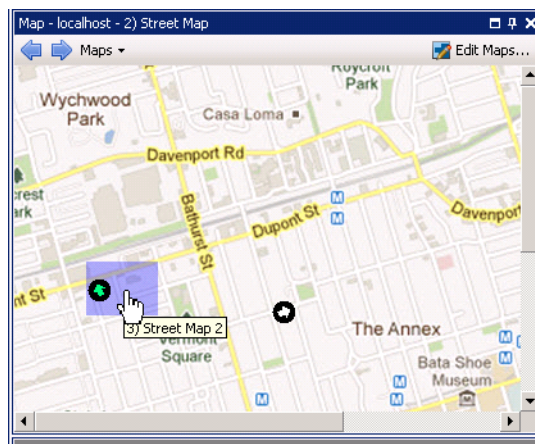 Map - localhost - 2) Street Map
Maps
Edit Maps...
Roycroft
Park
Wychwood
Park
Casa Loma
Davenport Rd
crest
ark
Bathurst St
Dupont St
Davenport
nt St
3) Street Map 2
Vermont
Square
The Annex
Bata Shoe
Museum
M
M
M
M
M
M
M